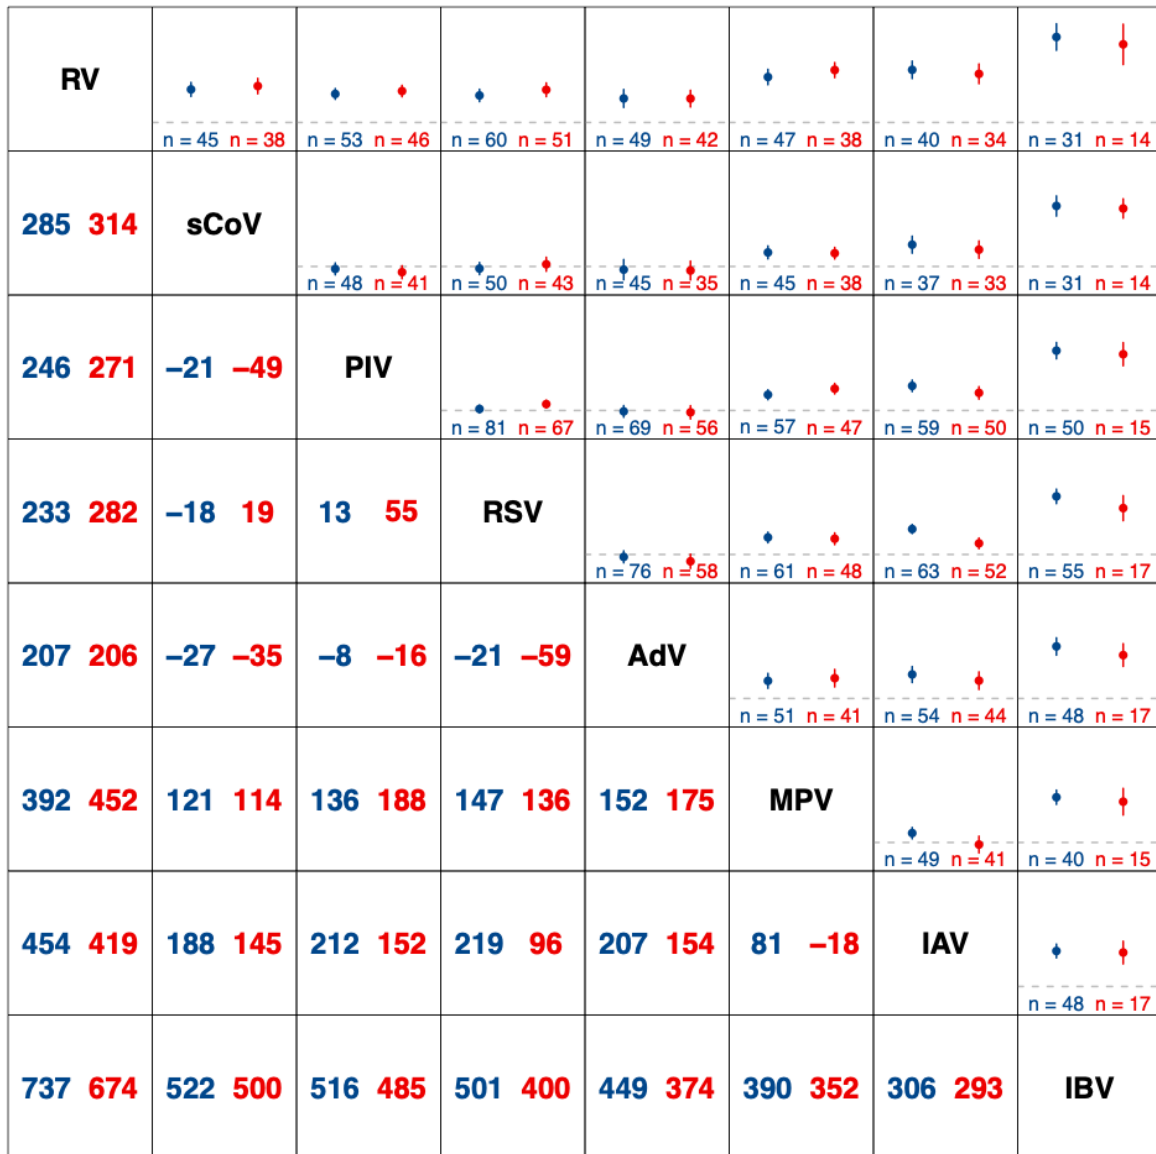 RV
n = 45 n = 38 n = 53 n = 46 n = 60 n = 51 n = 49 n = 42 n = 47 n = 38 n = 40 n = 34 n = 31 n = 14
285 314 sCoV
n = 48 n = 41 n = 50 n = 43 n = 45 n = 35 n = 45 n = 38 n = 37 n = 33 n = 31 n = 14
246 271 –21 –49 PIV
n = 81 n = 67 n = 69 n = 56 n = 57 n = 47 n = 59 n = 50 n = 50 n = 15
233 282 –18 19 13 55 RSV
n = 76 n = 58 n = 61 n = 48 n = 63 n = 52 n = 55 n = 17
207 206 –27 –35 –8 –16 –21 –59 AdV
n = 51 n = 41 n = 54 n = 44 n = 48 n = 17
392 452 121 114 136 188 147 136 152 175 MPV
n = 49 n = 41 n = 40 n = 15
454 419 188 145 212 152 219 96 207 154 81 –18 IAV
n = 48 n = 17
737 674 522 500 516 485 501 400 449 374 390 352 306 293 IBV